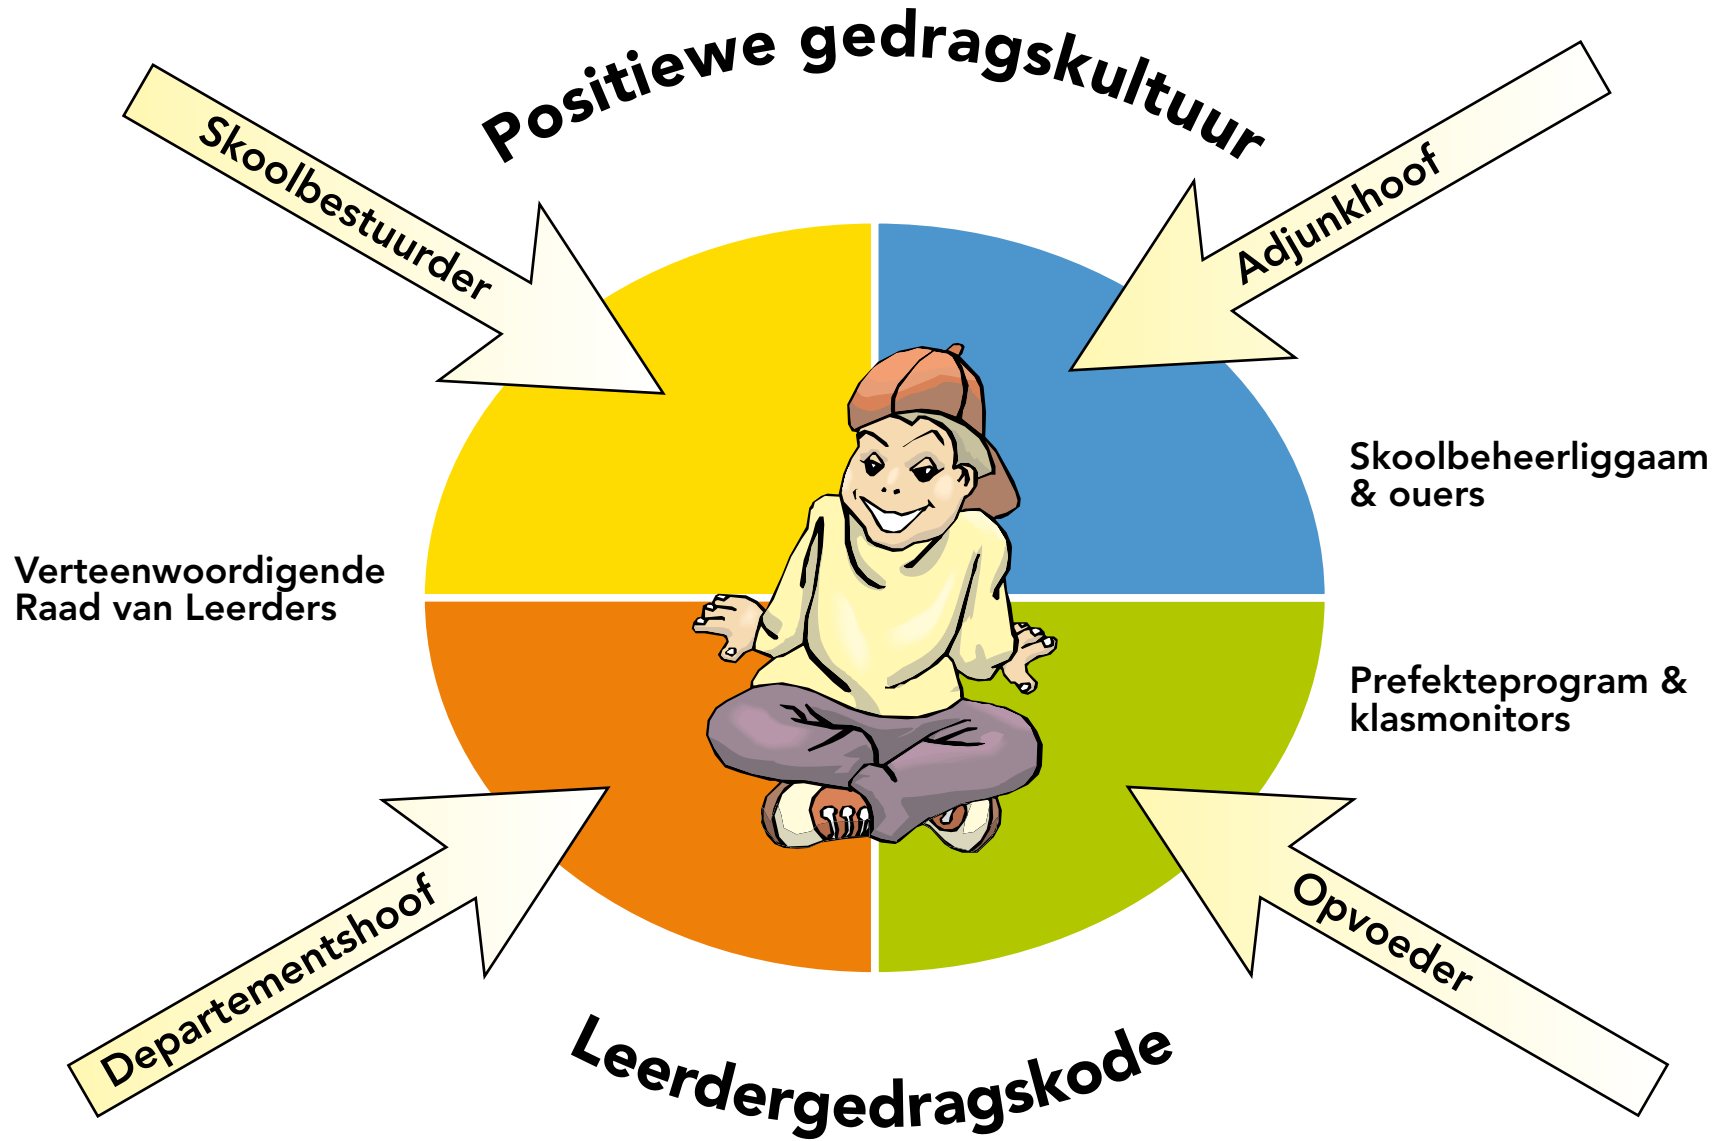 Positiewe gedragskultuur
Skoolbestuurder
Adjunkhoof
Skoolbeheerliggaam
& ouers
Verteenwoordigende
Raad van Leerders
Prefekteprogram &
klasmonitors
Departementshoof
Opvoeder
Leerdergedragskode